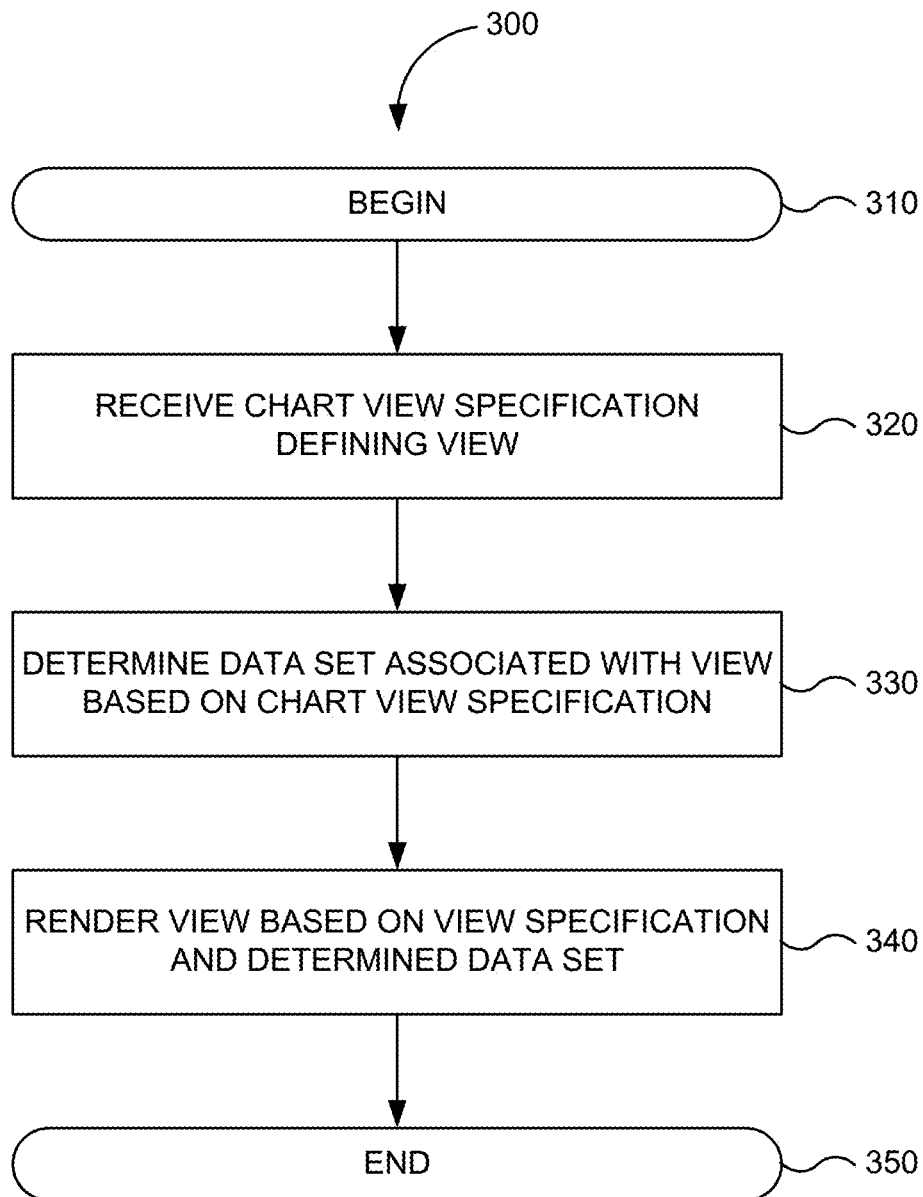 300
BEGIN
310
RECEIVE CHART VIEW SPECIFICATION
DEFINING VIEW
320
DETERMINE DATA SET ASSOCIATED WITH VIEW
BASED ON CHART VIEW SPECIFICATION
330
RENDER VIEW BASED ON VIEW SPECIFICATION
AND DETERMINED DATA SET
340
END
350